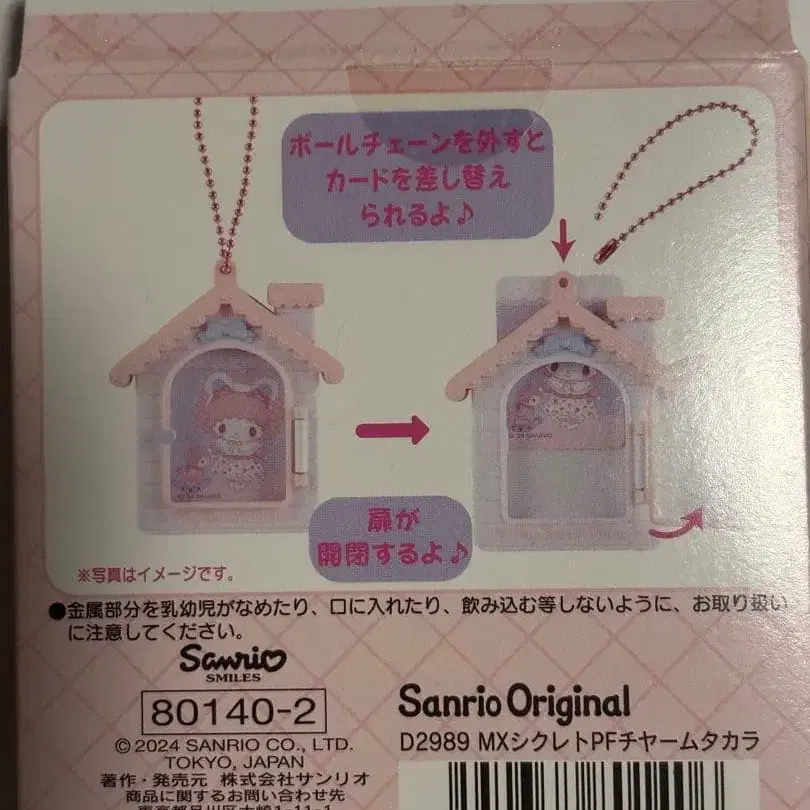 ボールチェーンを外すと
カードを差し替え
られるよ♪
扉が
開閉するよ♪
※写真はイメージです。
●金属部分を乳幼児がなめたり、口に入れたり、飲み込む等しないように、お取り扱い
に注意してください。
Sanrio
SMILES
80140-2
© 2024 SANRIO CO., LTD.
TOKYO, JAPAN
著作・発売元 株式会社サンリオ
商品に関するお問い合わせ先
Sanrio Original
D2989 MXシクレトPFチヤームタカラ